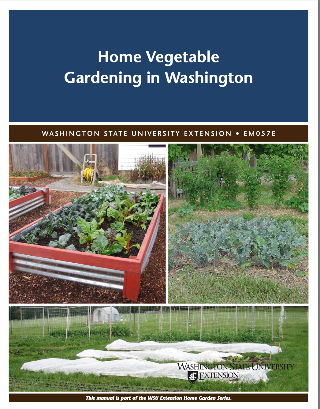 Home Vegetable
Gardening in Washington
WASHINGTON STATE UNIVERSITY EXTENSION • EM057E
WASHINGTON STATE UNIVERSITY
EXTENSION
This manual is part of the WSU Extension Home Garden Series.